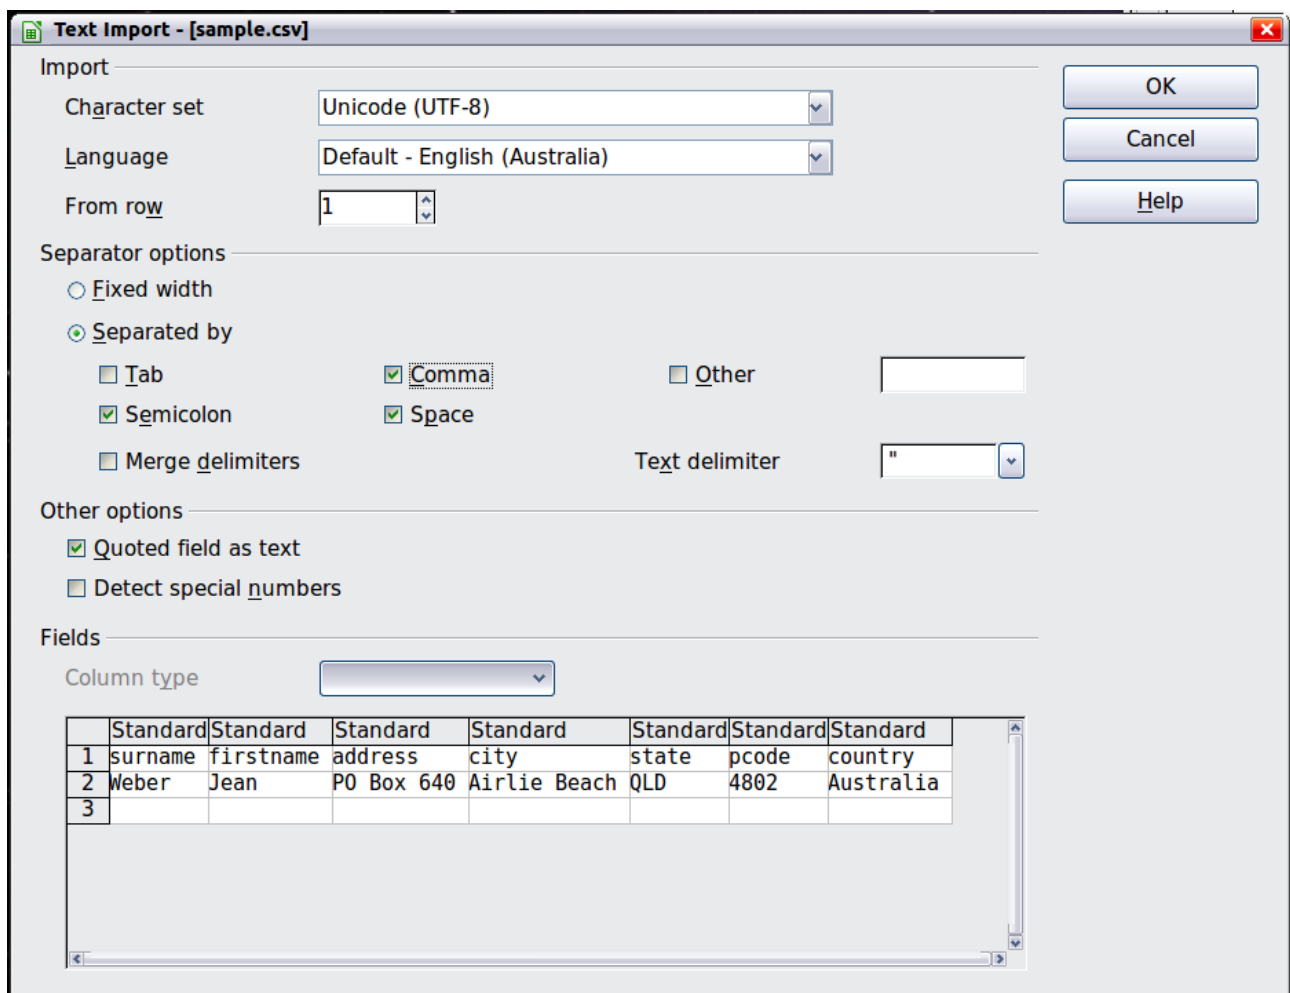 Text Import - [sample.csv]
Import
OK
Character set Unicode (UTF-8)
Cancel
Language Default - English (Australia)
Help
From row 1
Separator options
Fixed width
Separated by
Tab Comma Other
Semicolon Space
Merge delimiters Text delimiter "
Other options
Quoted field as text
Detect special numbers
Fields
Column type
Standard Standard Standard Standard Standard Standard Standard
1 surname firstname address city state pcode country
2 Weber Jean PO Box 640 Airlie Beach QLD 4802 Australia
3